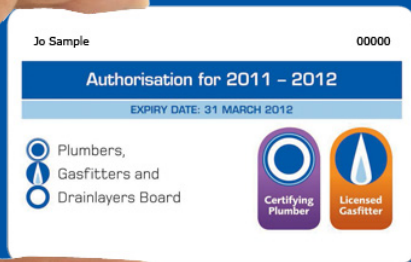 Jo Sample 00000
Authorisation for 2011 – 2012
EXPIRY DATE: 31 MARCH 2012
Plumbers,
Gasfitters and
Drainlayers Board
Certifying
Plumber
Licensed
Gasfitter